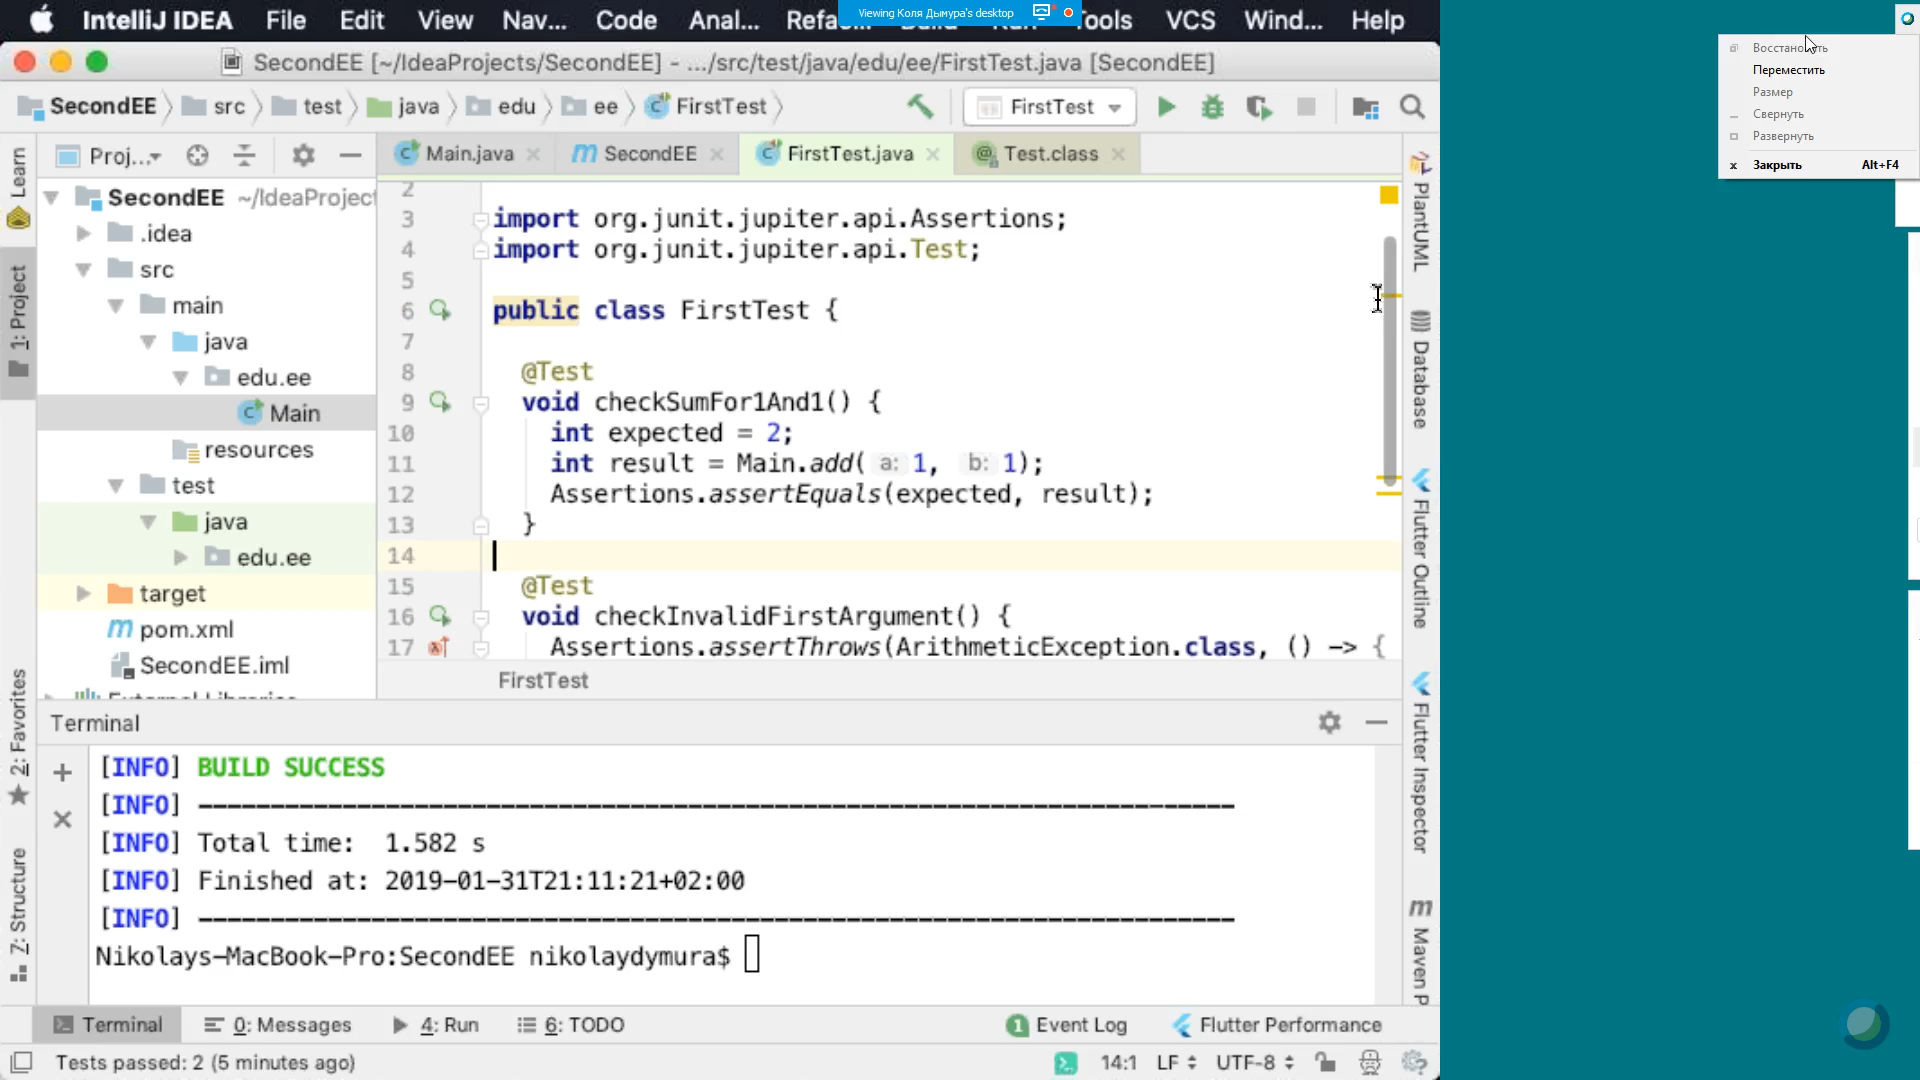 IntelliJ IDEA File Edit View Nav... Code Anal... Refa... Tools VCS Wind... Help
Viewing Коля Дымура's desktop
SecondEE [~/IdeaProjects/SecondEE] - .../src/test/java/edu/ee/FirstTest.java [SecondEE]
SecondEE src test java edu ee FirstTest
FirstTest
Proj...
Main.java
SecondEE
FirstTest.java
Test.class
Learn
1: Project
2: Favorites
7: Structure
SecondEE ~/IdeaProject
.idea
src
main
java
edu.ee
Main
resources
test
java
edu.ee
target
pom.xml
SecondEE.iml
External Libraries
2
3 import org.junit.jupiter.api.Assertions;
4 import org.junit.jupiter.api.Test;
5
6 public class FirstTest {
7
8 @Test
9 void checkSumFor1And1() {
10 int expected = 2;
11 int result = Main.add( a: 1, b: 1);
12 Assertions.assertEquals(expected, result);
13 }
14
15 @Test
16 void checkInvalidFirstArgument() {
17 Assertions.assertThrows(ArithmeticException.class, () -> {
FirstTest
PlantUML
Database
Flutter Outline
Flutter Inspector
Maven P
Terminal
[INFO] BUILD SUCCESS
[INFO] ------------------------------------------------------------------------
[INFO] Total time: 1.582 s
[INFO] Finished at: 2019-01-31T21:11:21+02:00
[INFO] ------------------------------------------------------------------------
Nikolays-MacBook-Pro:SecondEE nikolaydymura$
Terminal 0: Messages 4: Run 6: TODO 1 Event Log Flutter Performance
Tests passed: 2 (5 minutes ago) 14:1 LF UTF-8
Восстановить
Переместить
Размер
Свернуть
Развернуть
Закрыть Alt+F4